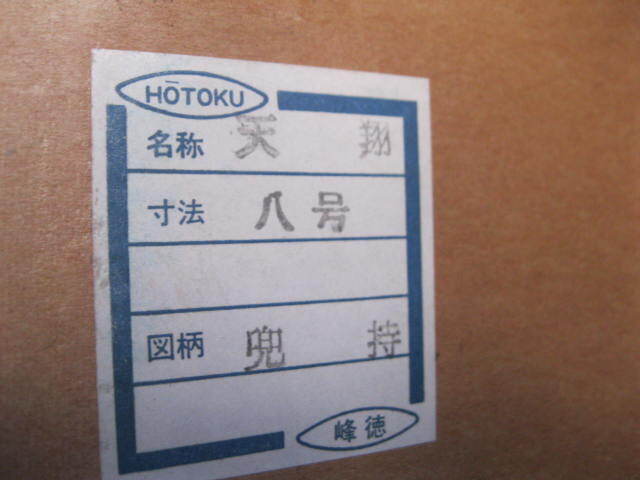 HŌTOKU
名称 天 翔
寸法 八号
図柄 兜 持
峰徳